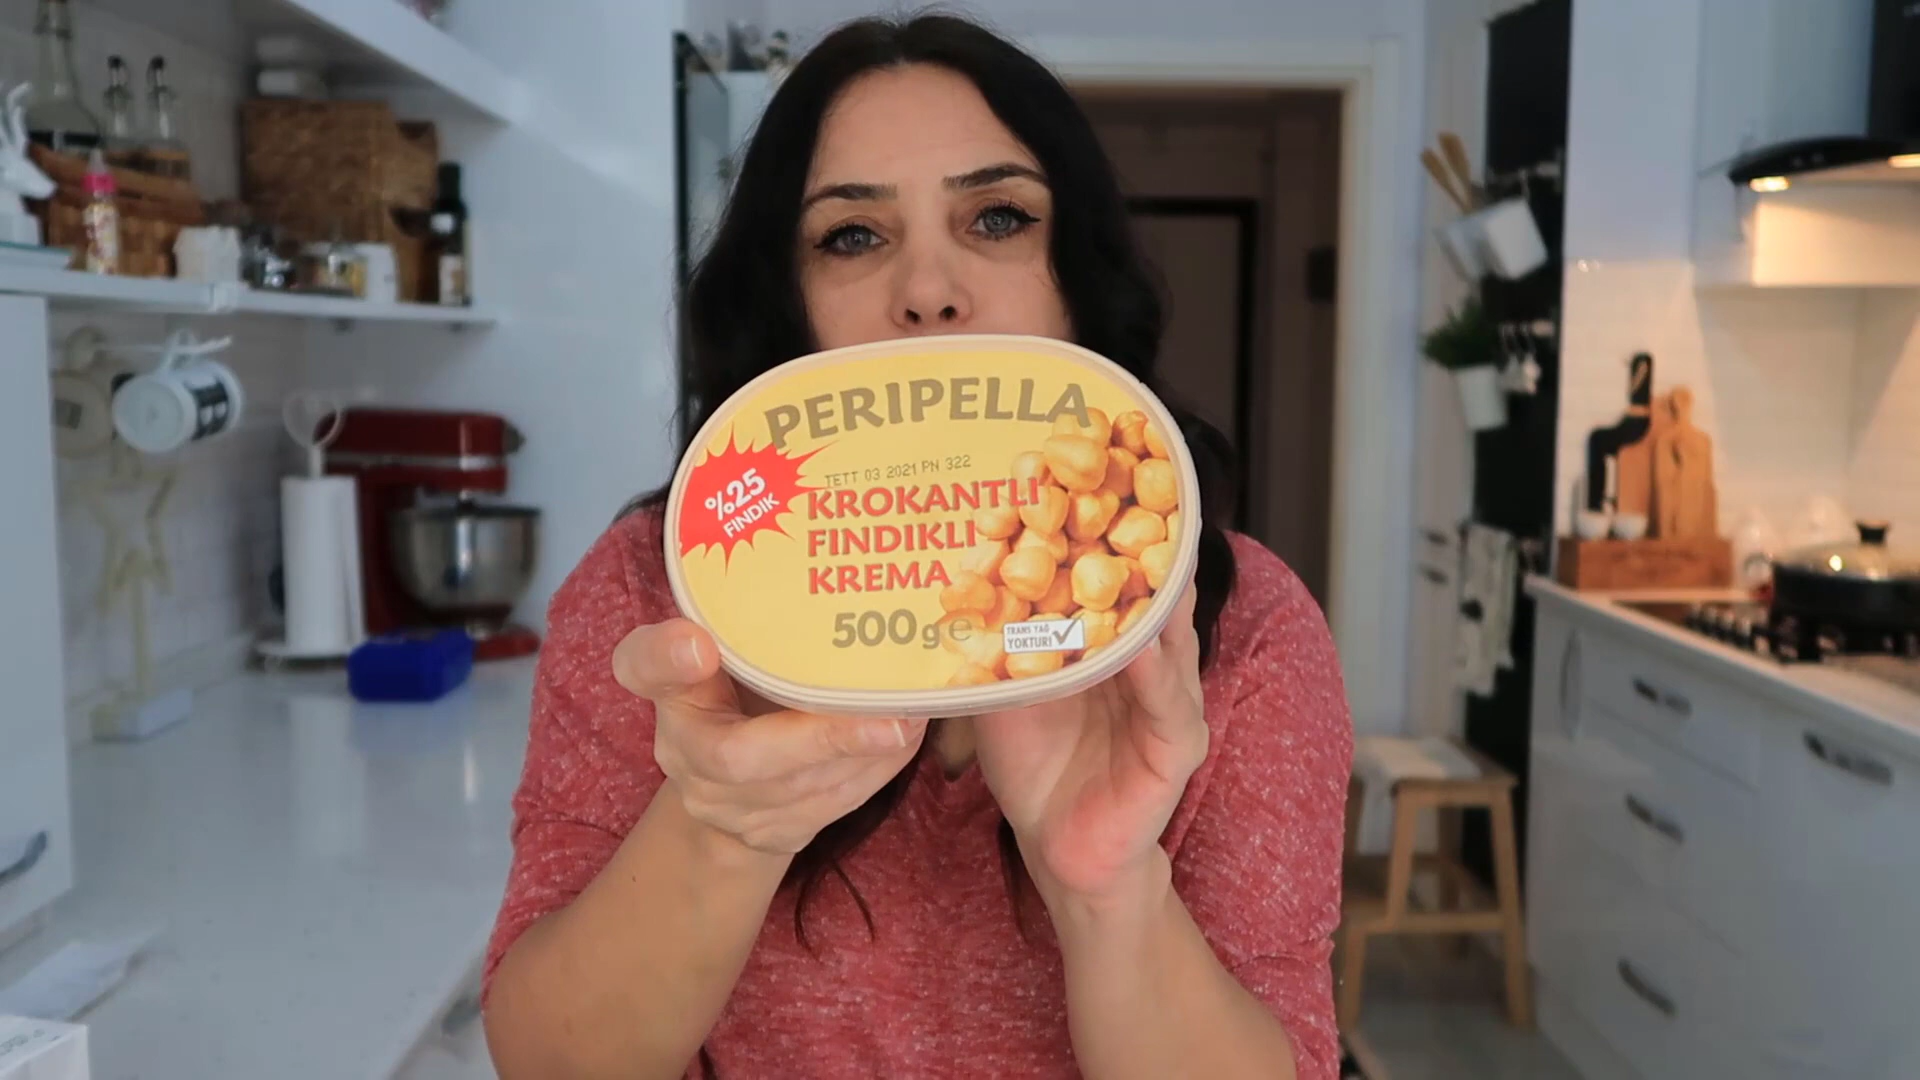 PERIPELLA
TETT 03 2021 PN 322
%25
FINDIK
KROKANTLI
FINDIKLI
KREMA
500g e
TRANS YAĞ
YOKTUR!